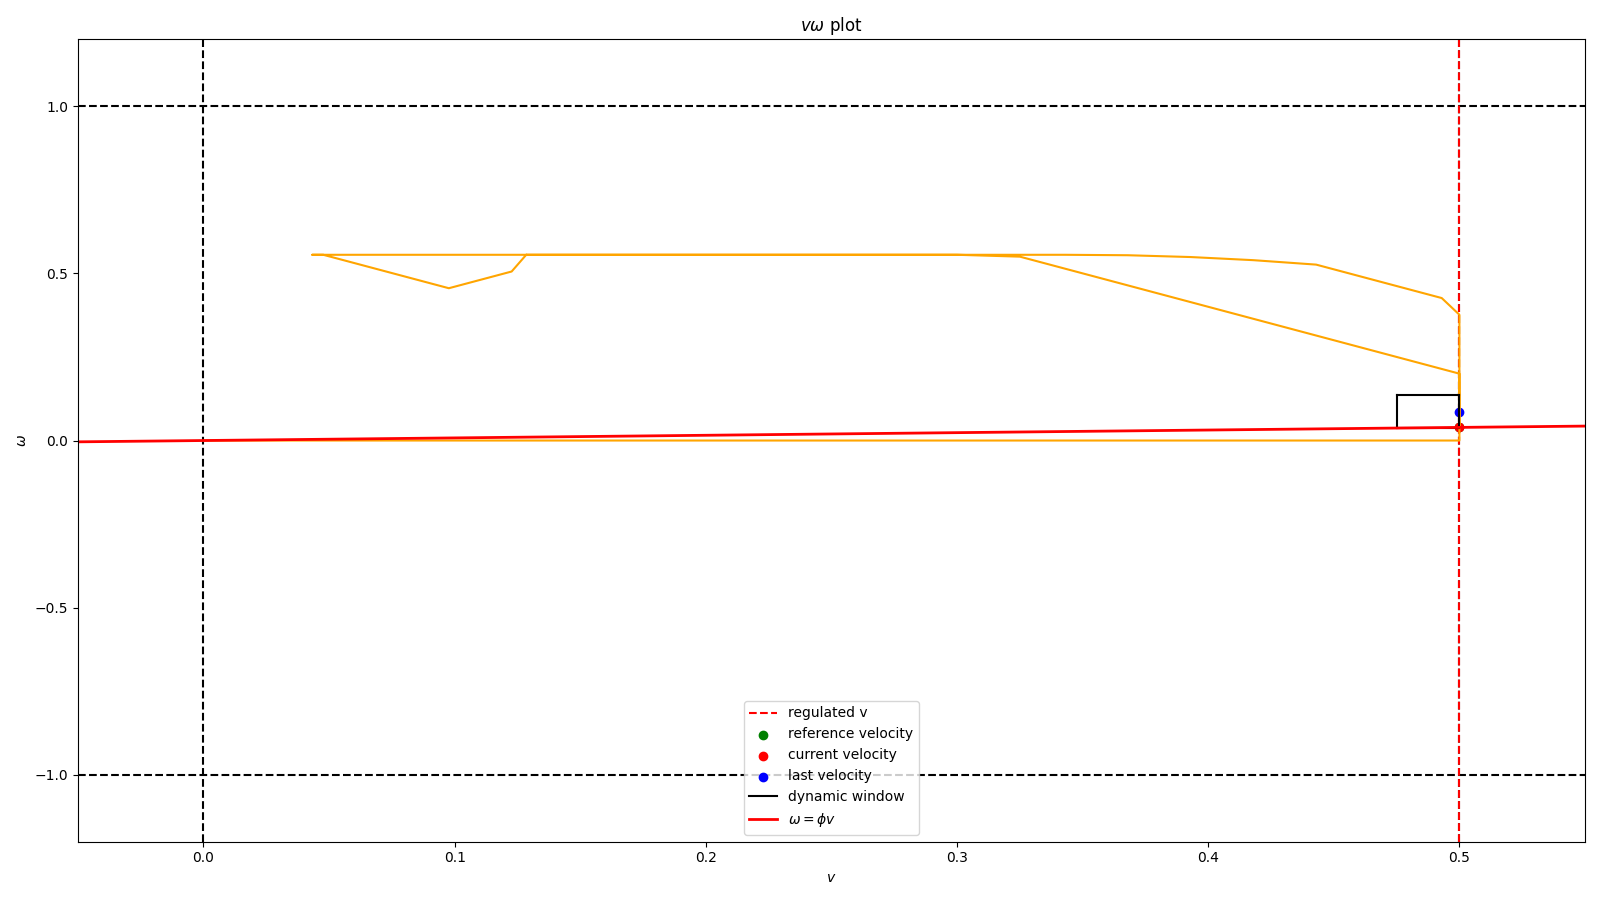 vω plot
1.0
0.5
0.0
−0.5
−1.0
ω
0.0 0.1 0.2 0.3 0.4 0.5
v
regulated v
reference velocity
current velocity
last velocity
dynamic window
ω = ϕv